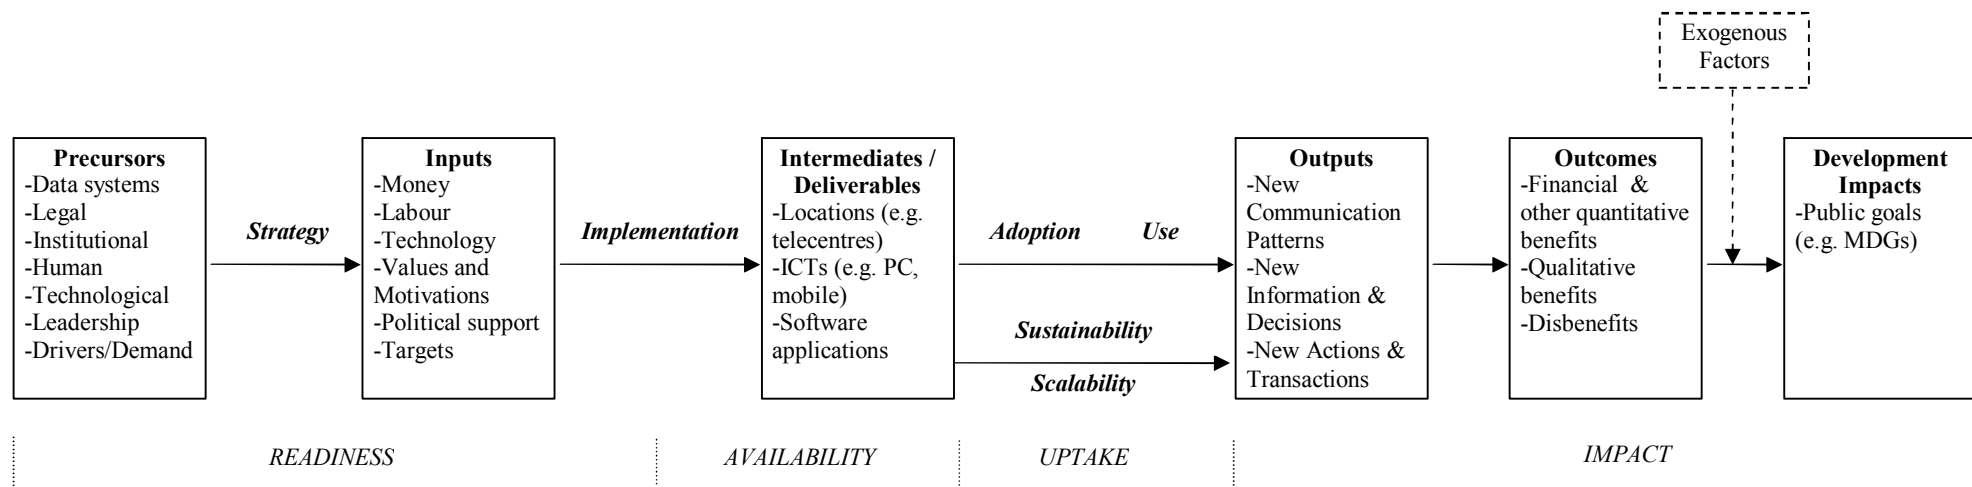 Exogenous
Factors
Precursors
-Data systems
-Legal
-Institutional
-Human
-Technological
-Leadership
-Drivers/Demand
Strategy
Inputs
-Money
-Labour
-Technology
-Values and
Motivations
-Political support
-Targets
Implementation
Intermediates /
Deliverables
-Locations (e.g.
telecentres)
-ICTs (e.g. PC,
mobile)
-Software
applications
Adoption Use
Sustainability
Scalability
Outputs
-New
Communication
Patterns
-New
Information &
Decisions
-New Actions &
Transactions
Outcomes
-Financial &
other quantitative
benefits
-Qualitative
benefits
-Disbenefits
Development
Impacts
-Public goals
(e.g. MDGs)
READINESS
AVAILABILITY
UPTAKE
IMPACT